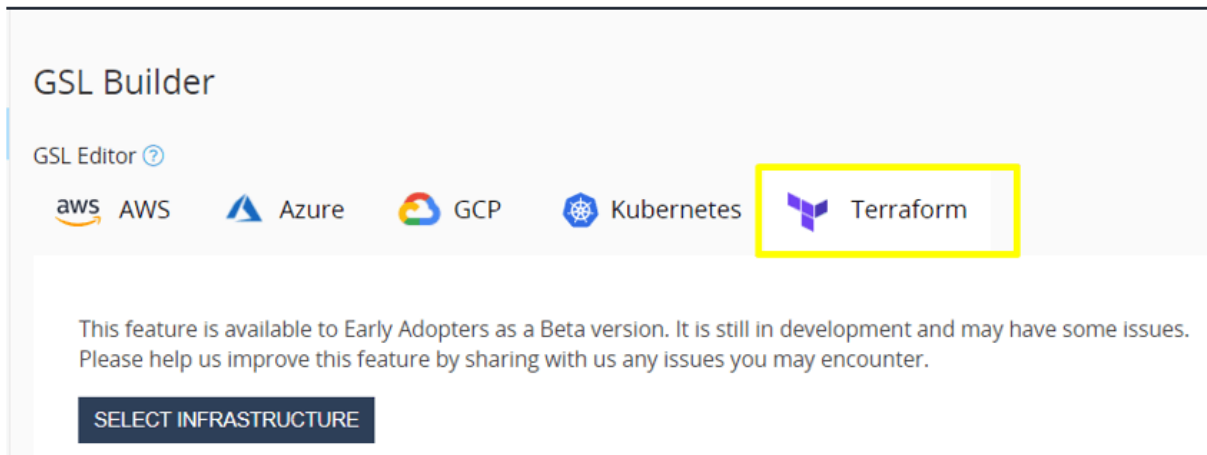 GSL Builder
GSL Editor ?
aws AWS Azure GCP Kubernetes Terraform
This feature is available to Early Adopters as a Beta version. It is still in development and may have some issues.
Please help us improve this feature by sharing with us any issues you may encounter.
SELECT INFRASTRUCTURE